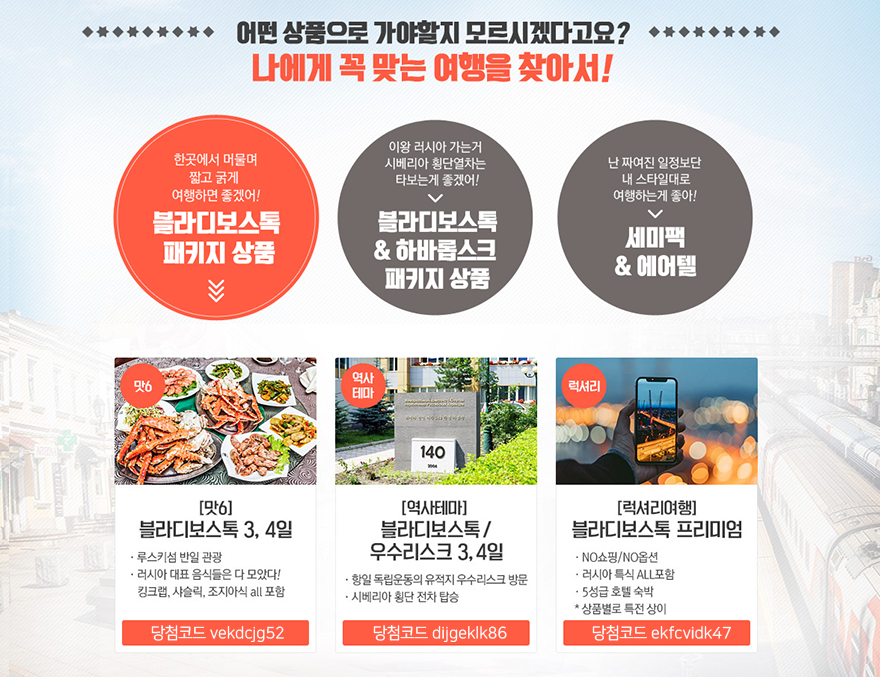 어떤 상품으로 가야할지 모르시겠다고요?
나에게 꼭 맞는 여행을 찾아서!
한곳에서 머물며
짧고 굵게
여행하면 좋겠어!
블라디보스톡
패키지 상품
이왕 러시아 가는거
시베리아 횡단열차는
타보는게 좋겠어!
블라디보스톡
& 하바롭스크
패키지 상품
난 짜여진 일정보단
내 스타일대로
여행하는게 좋아!
세미팩
& 에어텔
맛6
[맛6]
블라디보스톡 3, 4일
· 루스키섬 반일 관광
· 러시아 대표 음식들은 다 모았다!
킹크랩, 샤슬릭, 조지아식 all 포함
당첨코드 vekdcjg52
역사
테마
140
[역사테마]
블라디보스톡 /
우수리스크 3, 4일
· 항일 독립운동의 유적지 우수리스크 방문
· 시베리아 횡단 전차 탑승
당첨코드 dijgeklk86
럭셔리
[럭셔리여행]
블라디보스톡 프리미엄
· NO쇼핑/NO옵션
· 러시아 특식 ALL포함
· 5성급 호텔 숙박
* 상품별로 특전 상이
당첨코드 ekfcvidk47